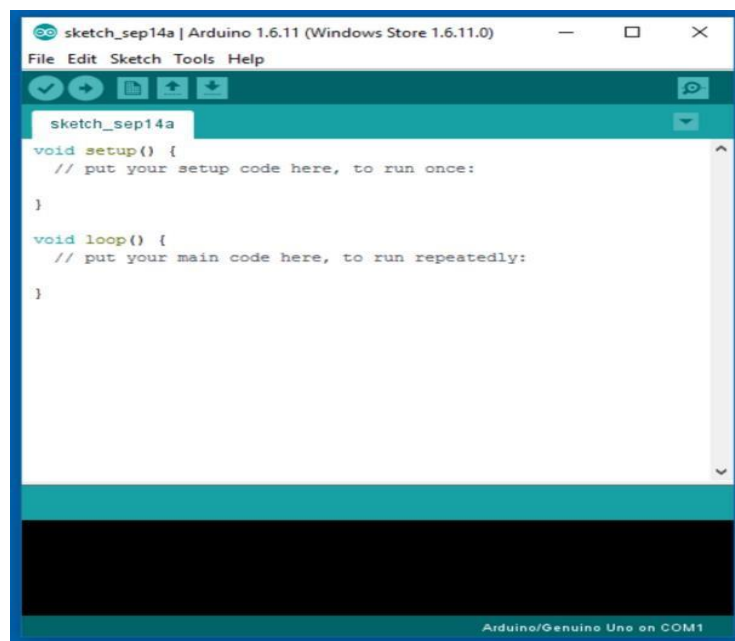 sketch_sep14a | Arduino 1.6.11 (Windows Store 1.6.11.0)
File Edit Sketch Tools Help
sketch_sep14a
void setup() {
  // put your setup code here, to run once:
}
void loop() {
  // put your main code here, to run repeatedly:
}
Arduino/Genuino Uno on COM1